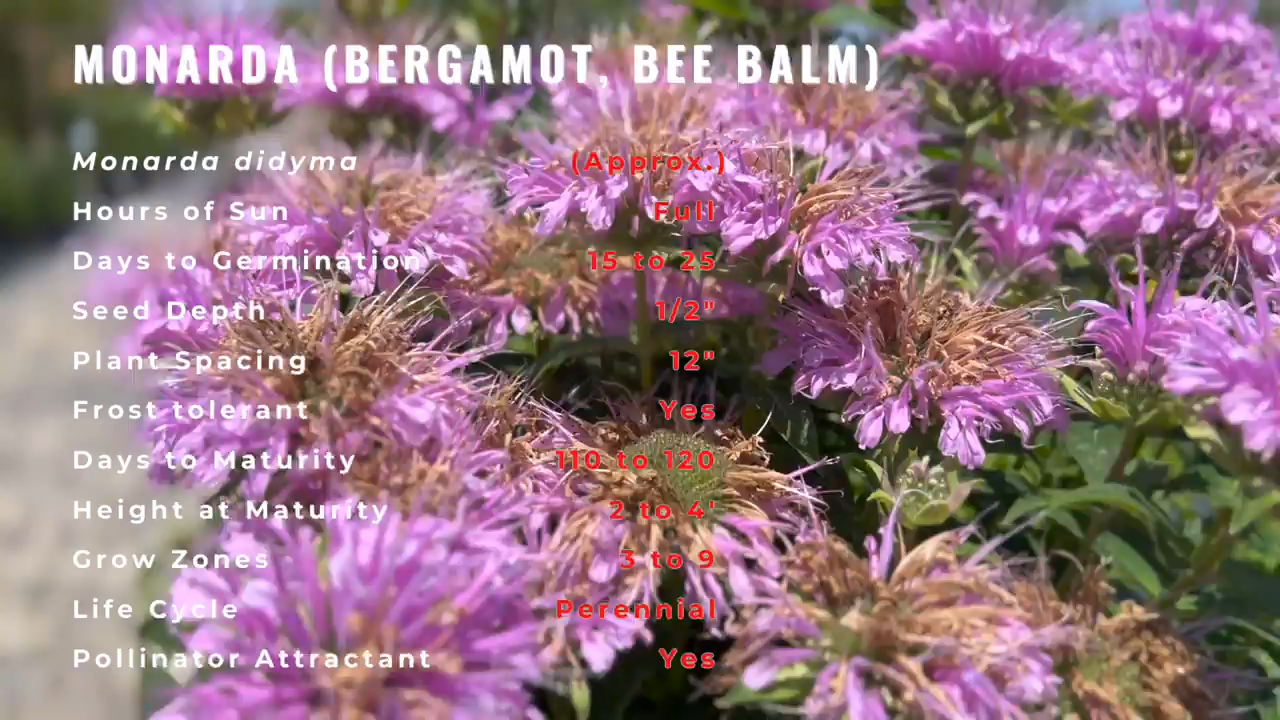 MONARDA (BERGAMOT, BEE BALM)
Monarda didyma (Approx.)
Hours of Sun Full
Days to Germination 15 to 25
Seed Depth 1/2"
Plant Spacing 12"
Frost tolerant Yes
Days to Maturity 110 to 120
Height at Maturity 2 to 4'
Grow Zones 3 to 9
Life Cycle Perennial
Pollinator Attractant Yes